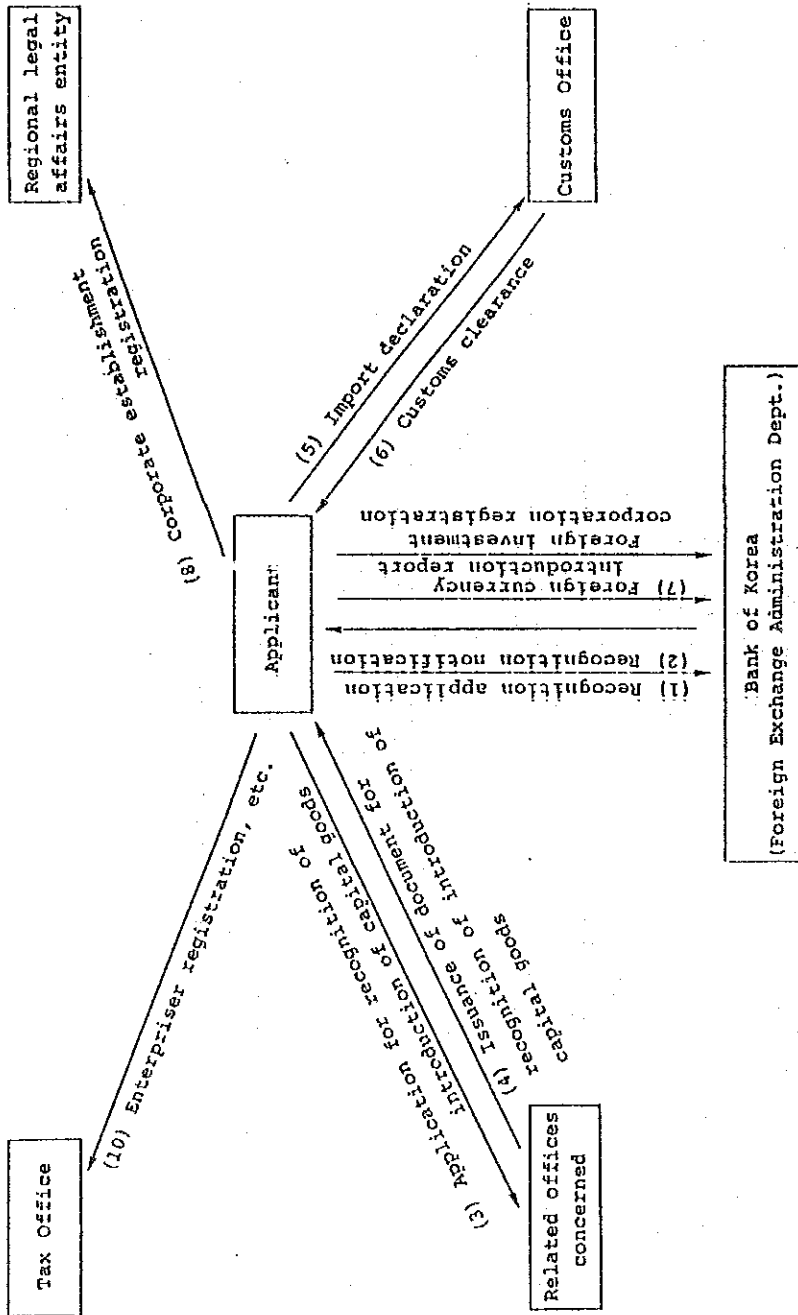 Tax Office
Regional legal
affairs entity
(10) Enterpriser registration, etc.
(8) Corporate establishment
registration
Applicant
(3) Application for recognition of
introduction of capital goods
(4) Issuance of document for
recognition of introduction of
capital goods
(1) Recognition application
(2) Recognition notification
(7) Foreign currency
introduction report
Foreign investment
corporation registration
(5) Import declaration
(6) Customs clearance
Related offices
concerned
Customs Office
Bank of Korea
(Foreign Exchange Administration Dept.)